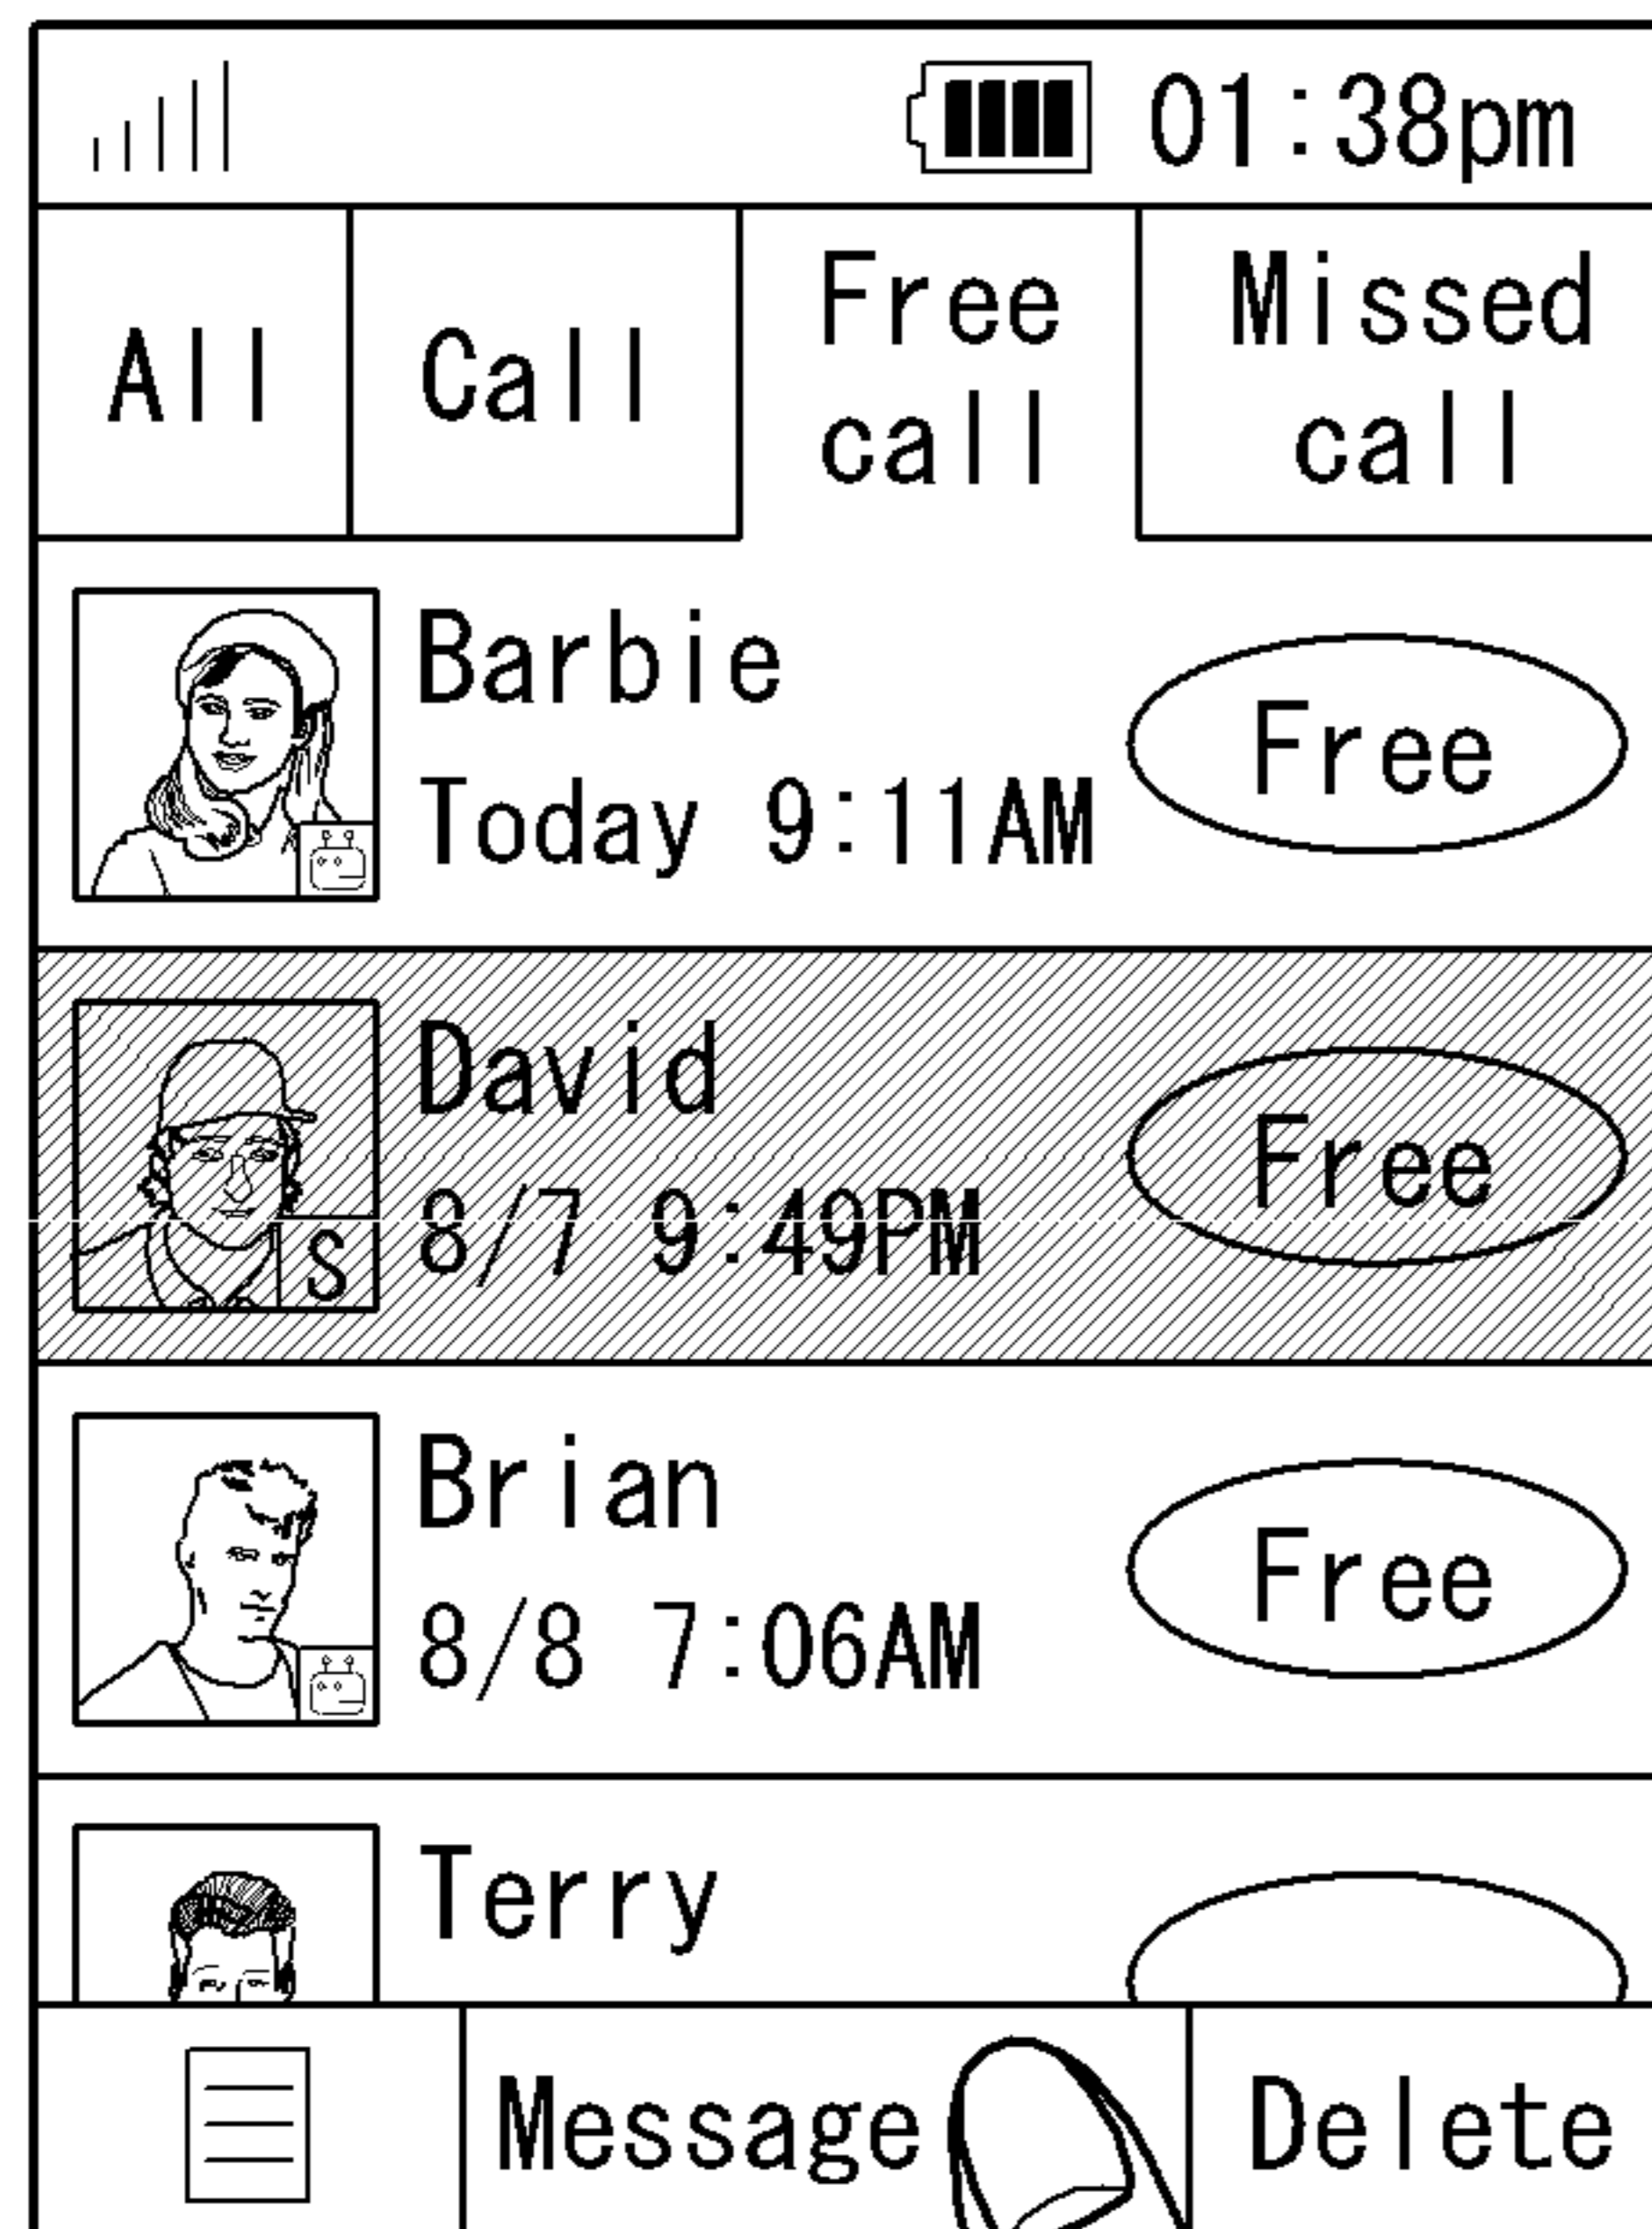 01:38pm
All
Call
Free
call
Missed
call
Barbie
Today 9:11AM
Free
David
8/7 9:49PM
S
Free
Brian
8/8 7:06AM
Free
Terry
Message
Delete